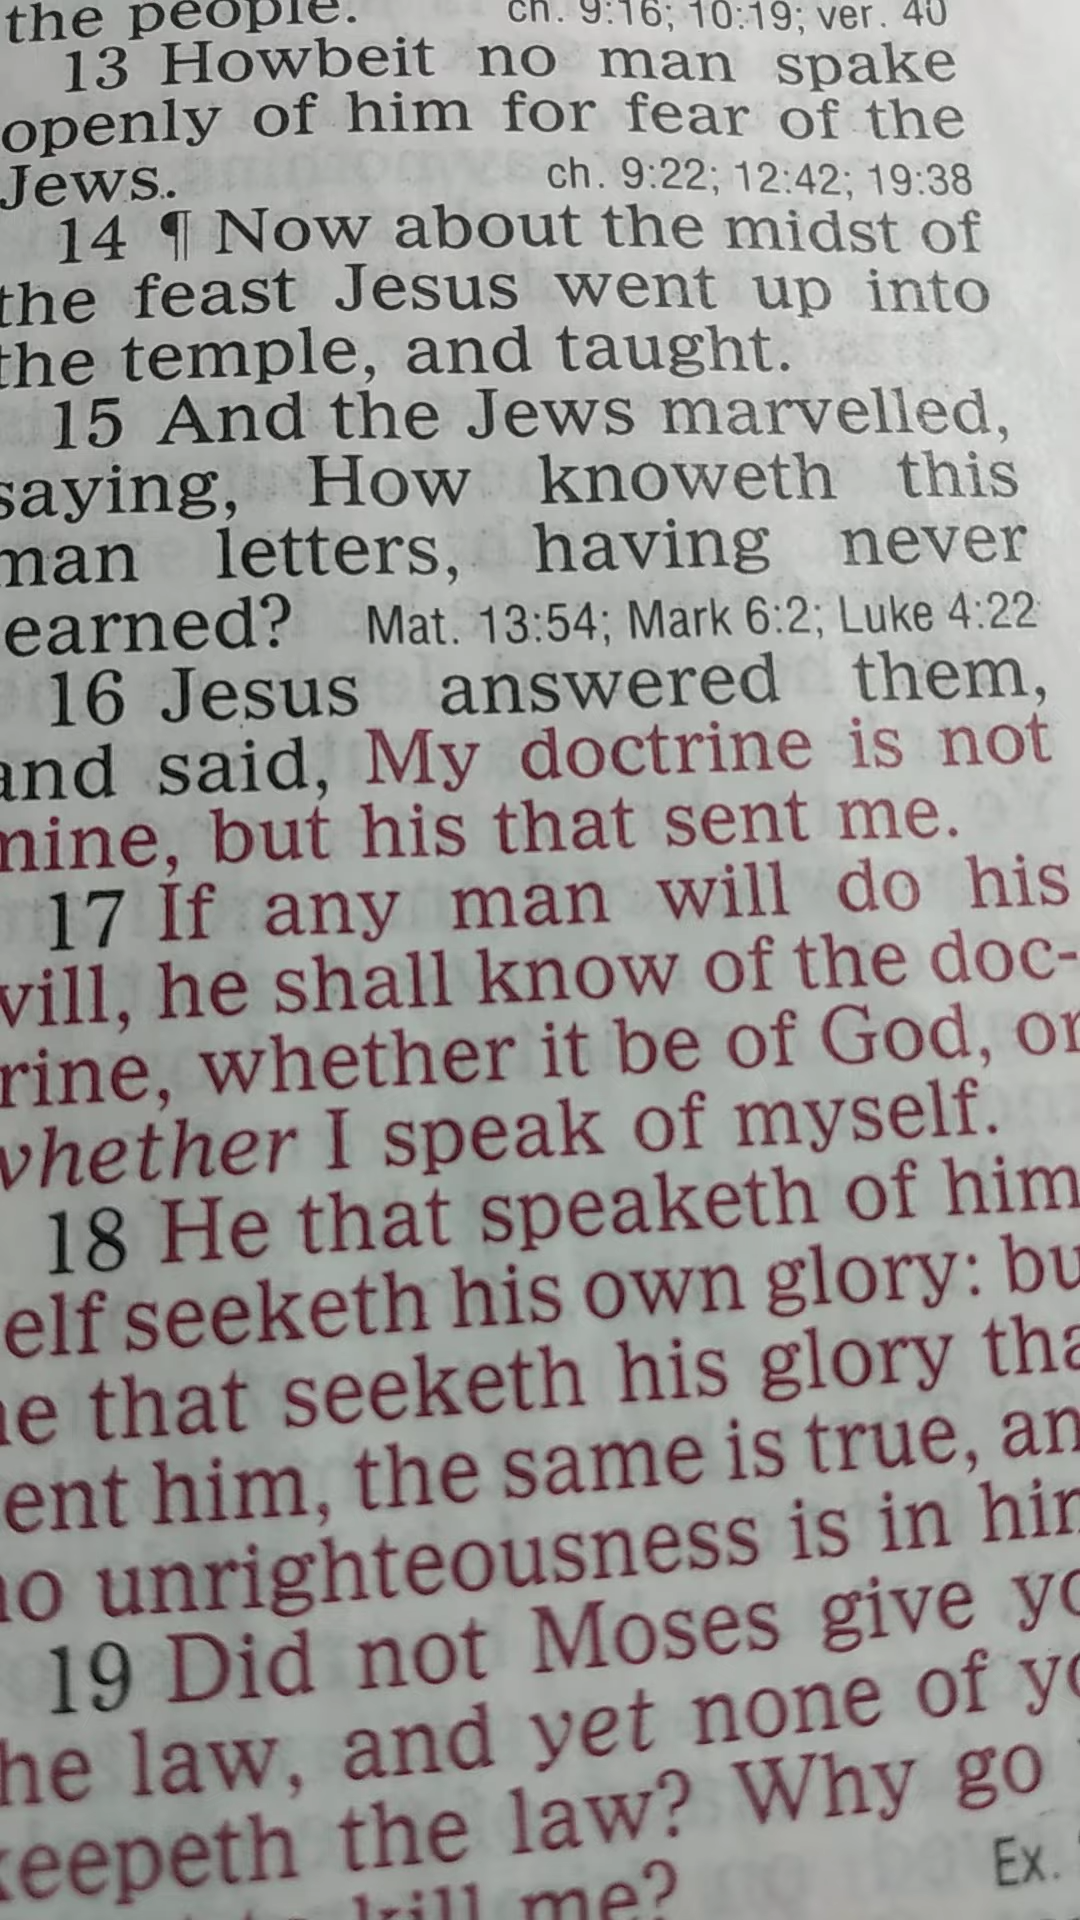 the people. ch. 9:16; 10:19; ver. 40
13 Howbeit no man spake
openly of him for fear of the
Jews. ch. 9:22; 12:42; 19:38
14 ¶ Now about the midst of
the feast Jesus went up into
the temple, and taught.
15 And the Jews marvelled,
saying, How knoweth this
man letters, having never
earned? Mat. 13:54; Mark 6:2; Luke 4:22
16 Jesus answered them,
and said, My doctrine is not
mine, but his that sent me.
17 If any man will do his
will, he shall know of the doc-
rine, whether it be of God, or
whether I speak of myself.
18 He that speaketh of him
elf seeketh his own glory: bu
he that seeketh his glory tha
ent him, the same is true, an
no unrighteousness is in him
19 Did not Moses give yo
he law, and yet none of yo
keepeth the law? Why go
Ex.
kill me?